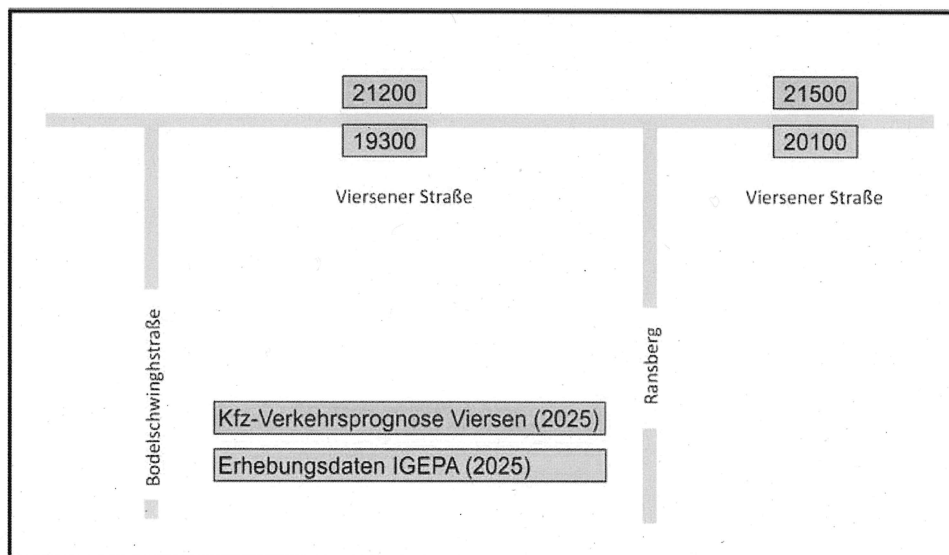 21200
21500
19300
20100
Viersener Straße
Viersener Straße
Bodelschwinghstraße
Ransberg
Kfz-Verkehrsprognose Viersen (2025)
Erhebungsdaten IGEPA (2025)